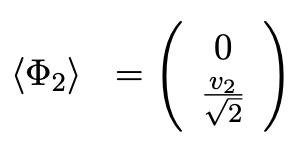 ⟨Φ₂⟩ = ( 0
v₂/√2 )